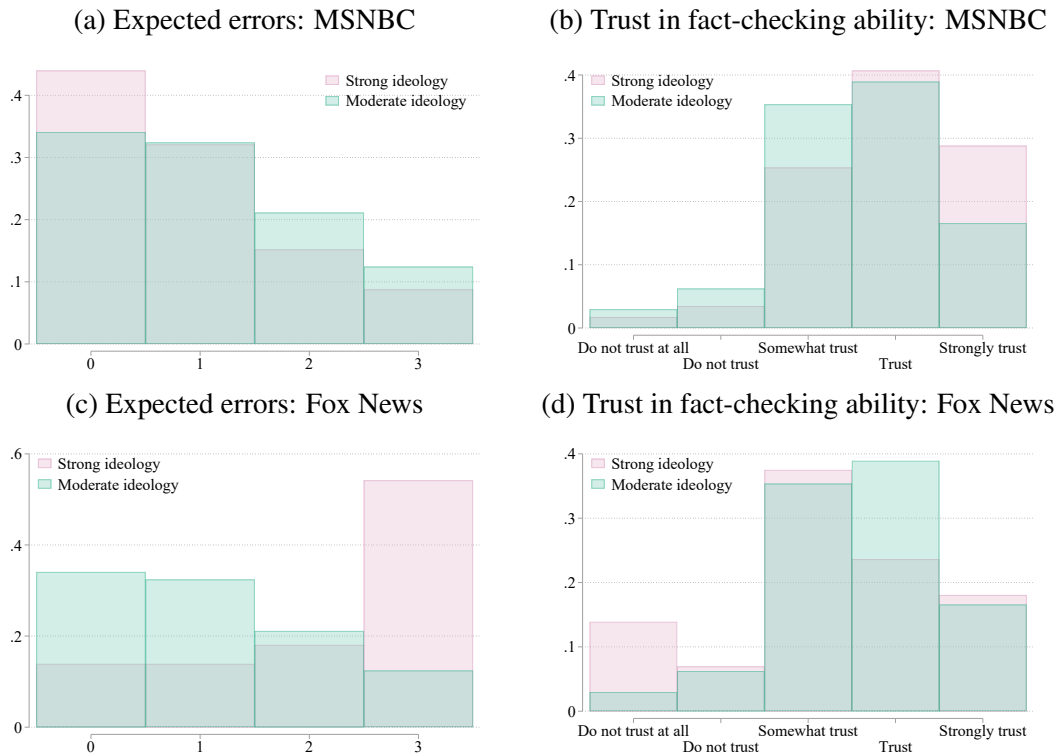 (a) Expected errors: MSNBC
Strong ideology
Moderate ideology
.4
.3
.2
.1
0
0 1 2 3
(b) Trust in fact-checking ability: MSNBC
Strong ideology
Moderate ideology
.4
.3
.2
.1
0
Do not trust at all Somewhat trust Strongly trust
Do not trust Trust
(c) Expected errors: Fox News
Strong ideology
Moderate ideology
.6
.4
.2
0
0 1 2 3
(d) Trust in fact-checking ability: Fox News
Strong ideology
Moderate ideology
.4
.3
.2
.1
0
Do not trust at all Somewhat trust Strongly trust
Do not trust Trust